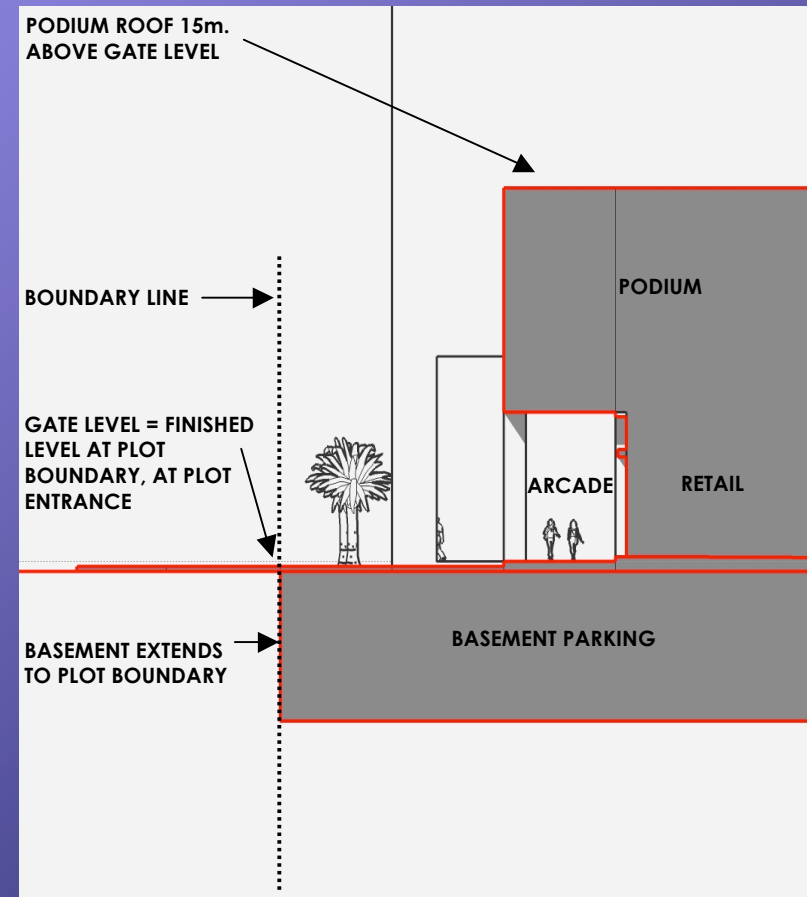 PODIUM ROOF 15m.
ABOVE GATE LEVEL
BOUNDARY LINE
PODIUM
GATE LEVEL = FINISHED
LEVEL AT PLOT
BOUNDARY, AT PLOT
ENTRANCE
ARCADE
RETAIL
BASEMENT EXTENDS
TO PLOT BOUNDARY
BASEMENT PARKING